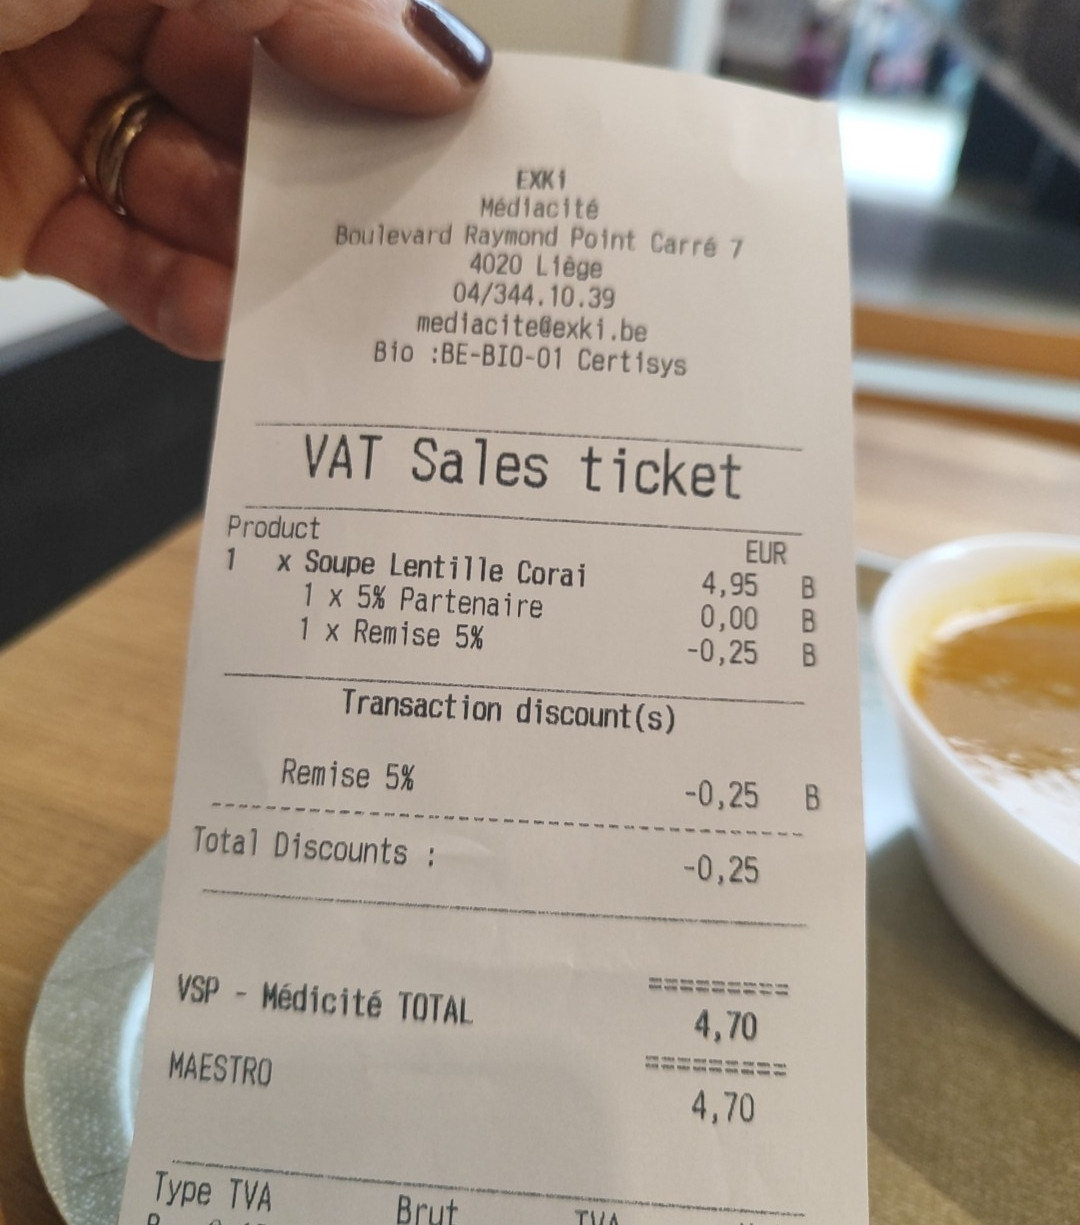 EXKi
Médiacité
Boulevard Raymond Point Carré 7
4020 Liège
04/344.10.39
mediacite@exki.be
Bio :BE-BIO-01 Certisys
VAT Sales ticket
Product EUR
1 x Soupe Lentille Corai 4,95 B
1 x 5% Partenaire 0,00 B
1 x Remise 5% -0,25 B
Transaction discount(s)
Remise 5% -0,25 B
Total Discounts : -0,25
=========
VSP - Médicité TOTAL 4,70
=========
MAESTRO 4,70
Type TVA Brut TVA